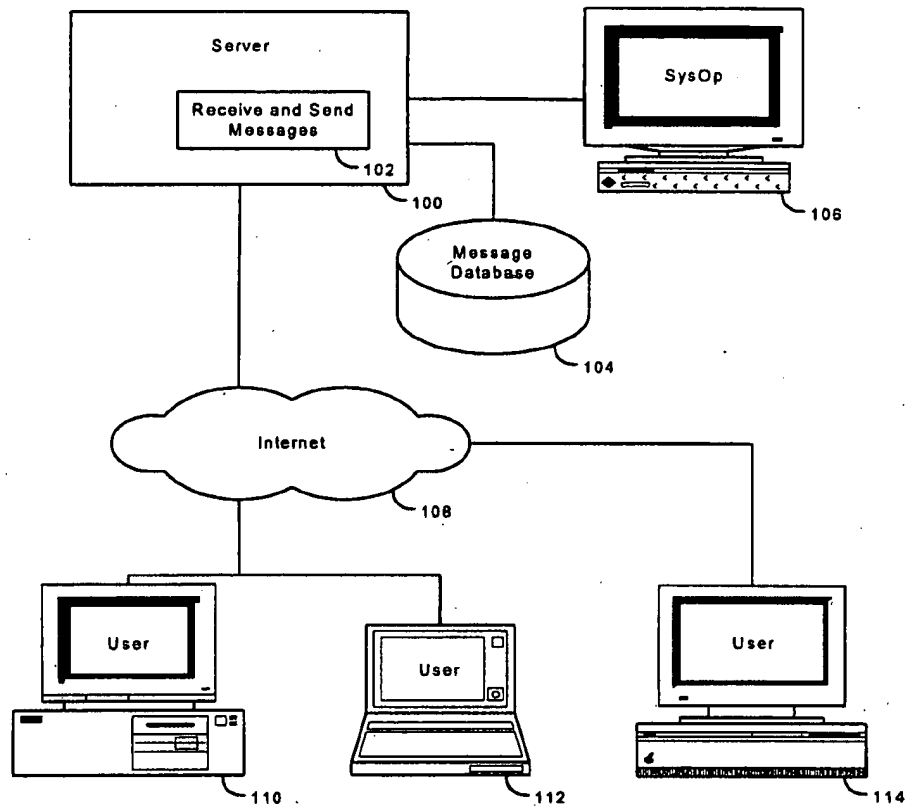 Server
SysOp
Receive and Send
Messages
102
100
106
Message
Database
104
Internet
108
User
User
User
110
112
114